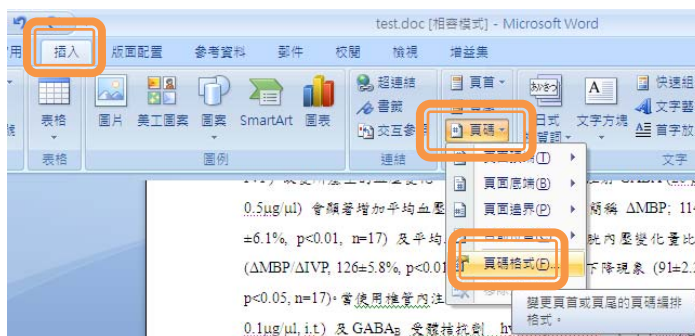 test.doc [相容模式] - Microsoft Word
用 插入 版面配置 參考資料 郵件 校閱 檢視 增益集
表格 圖片 美工圖案 圖案 SmartArt 圖表
超連結
書籤
交互參
頁首
頁碼
文字方塊
快速組
文字藝
首字放
表格 圖例 連結 文字
頁面頂端(T)
頁面底端(B)
頁面邊界(P)
頁碼格式(F)...
變更頁首或頁尾的頁碼編排
格式。
0.5μg/μl) 會顯著增加平均血壓 簡稱 ΔMBP; 114
±6.1%, p<0.01, n=17) 及平均 胱內壓變化量比
(ΔMBP/ΔIVP, 126±5.8%, p<0.01 下降現象 (91±2.
p<0.05, n=17)。當使用椎管內注
0.1μg/μl, i.t.) 及 GABAB 受體拮抗劑